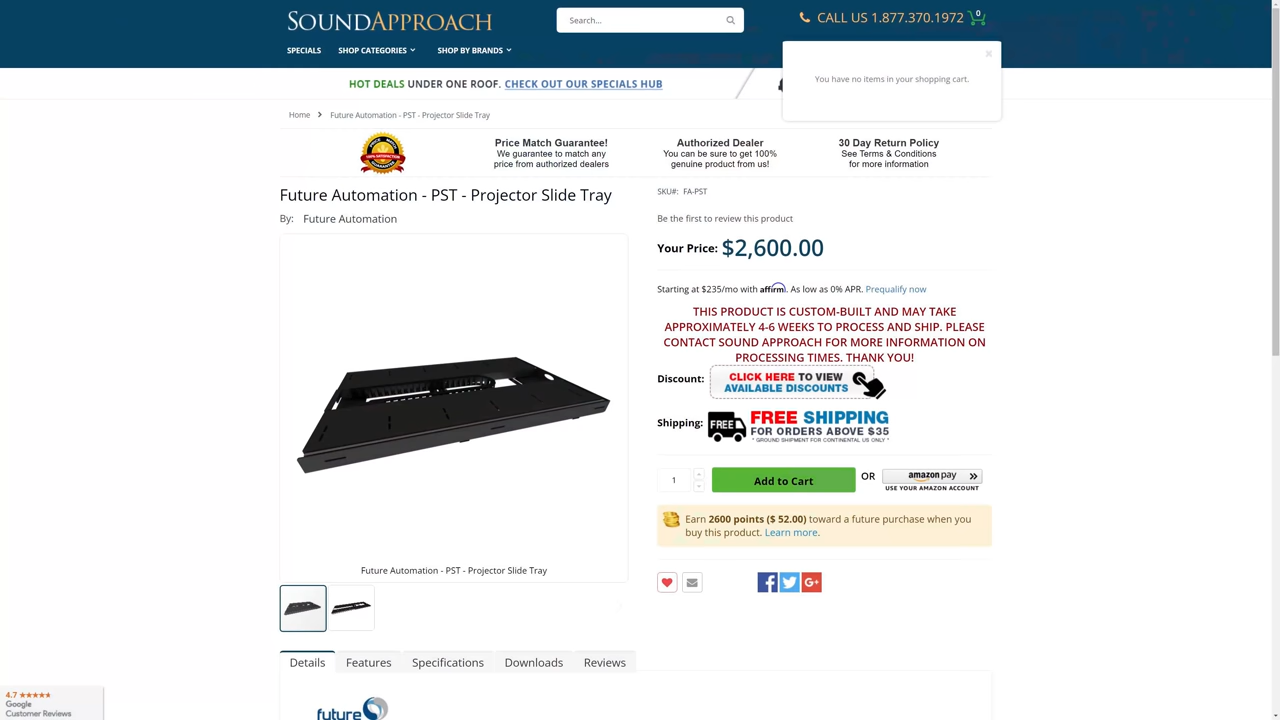 SOUNDAPPROACH
Search...
CALL US 1.877.370.1972
0
SPECIALS
SHOP CATEGORIES
SHOP BY BRANDS
You have no items in your shopping cart.
HOT DEALS UNDER ONE ROOF. CHECK OUT OUR SPECIALS HUB
Home
Future Automation - PST - Projector Slide Tray
Price Match Guarantee!
We guarantee to match any
price from authorized dealers
Authorized Dealer
You can be sure to get 100%
genuine product from us!
30 Day Return Policy
See Terms & Conditions
for more information
Future Automation - PST - Projector Slide Tray
By: Future Automation
SKU#: FA-PST
Be the first to review this product
Your Price: $2,600.00
Starting at $235/mo with affirm. As low as 0% APR. Prequalify now
THIS PRODUCT IS CUSTOM-BUILT AND MAY TAKE
APPROXIMATELY 4-6 WEEKS TO PROCESS AND SHIP. PLEASE
CONTACT SOUND APPROACH FOR MORE INFORMATION ON
PROCESSING TIMES. THANK YOU!
Discount:
CLICK HERE TO VIEW
AVAILABLE DISCOUNTS
Shipping:
FREE
FREE SHIPPING
FOR ORDERS ABOVE $35
* GROUND SHIPMENT FOR CONTINENTAL US ONLY *
1
Add to Cart
OR
amazon pay
USE YOUR AMAZON ACCOUNT
Earn 2600 points ($ 52.00) toward a future purchase when you
buy this product. Learn more.
Future Automation - PST - Projector Slide Tray
Details
Features
Specifications
Downloads
Reviews
future
4.7
Google
Customer Reviews